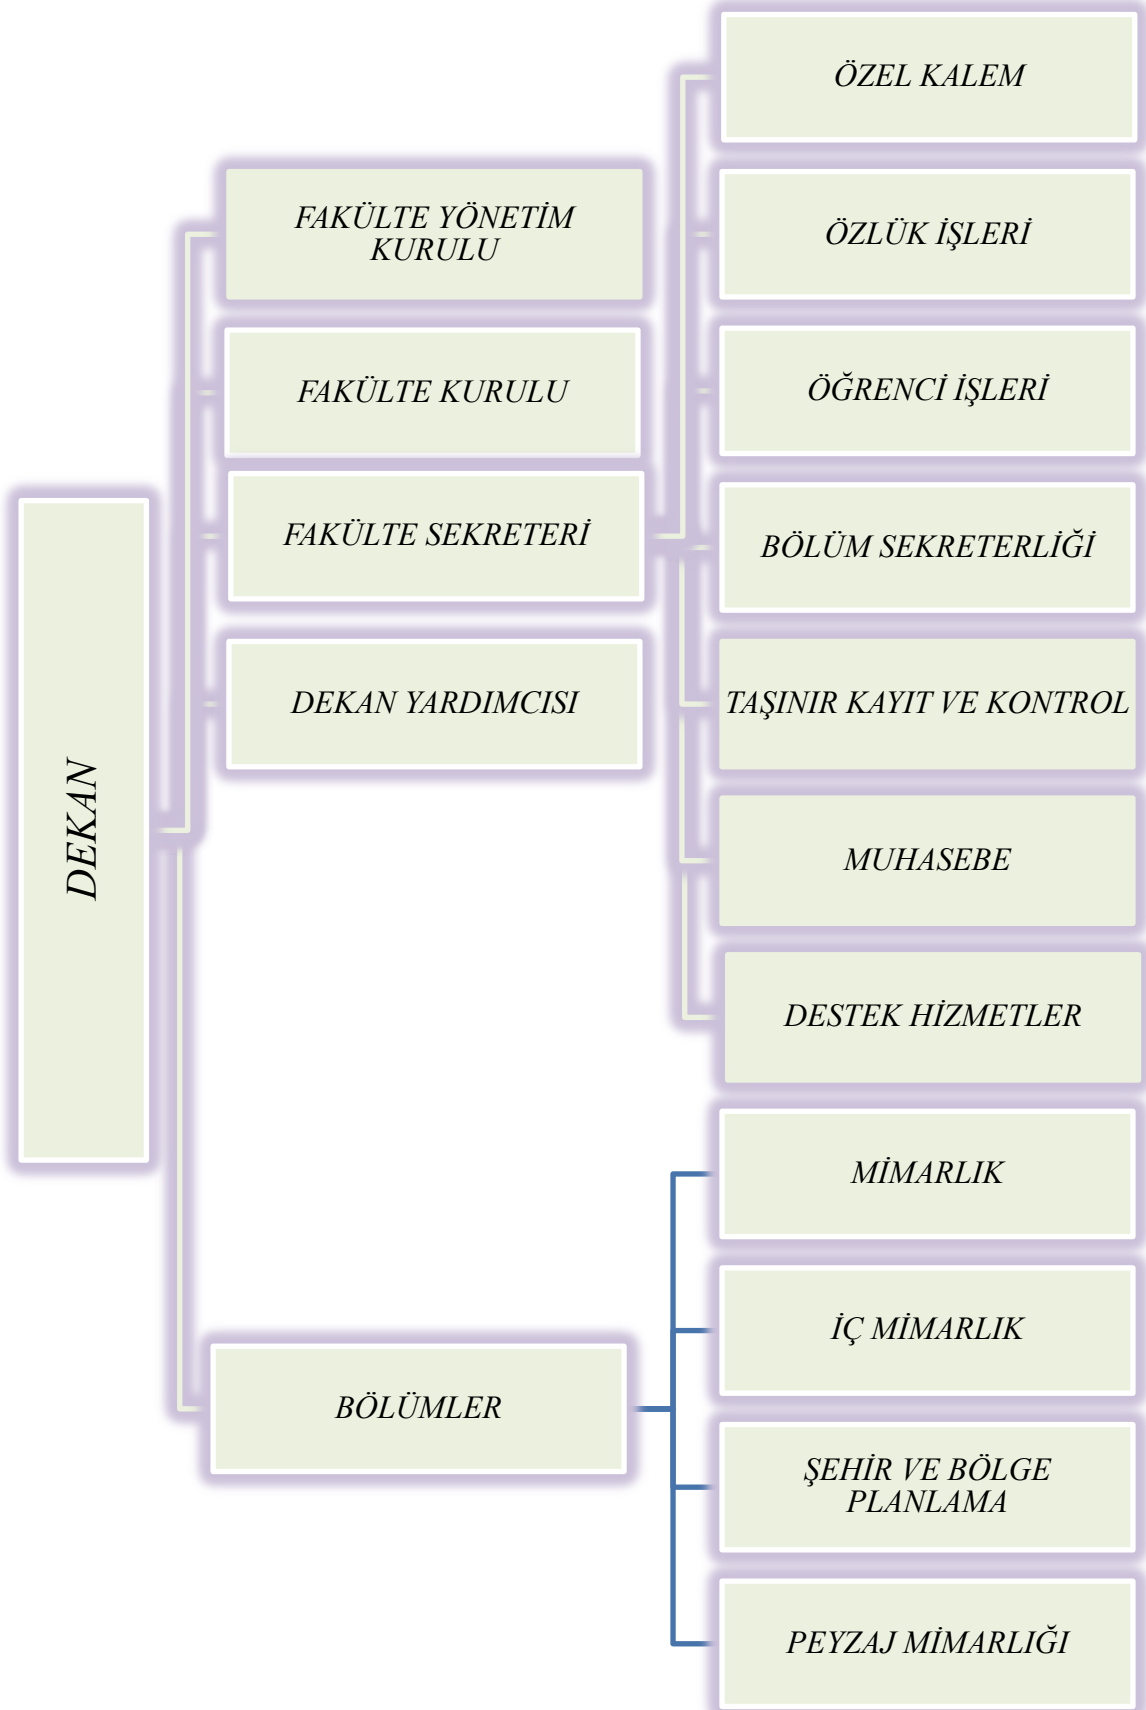 DEKAN
FAKÜLTE YÖNETİM
KURULU
FAKÜLTE KURULU
FAKÜLTE SEKRETERİ
ÖZEL KALEM
ÖZLÜK İŞLERİ
ÖĞRENCİ İŞLERİ
BÖLÜM SEKRETERLİĞİ
TAŞINIR KAYIT VE KONTROL
MUHASEBE
DESTEK HİZMETLER
DEKAN YARDIMCISI
BÖLÜMLER
MİMARLIK
İÇ MİMARLIK
ŞEHİR VE BÖLGE
PLANLAMA
PEYZAJ MİMARLIĞI